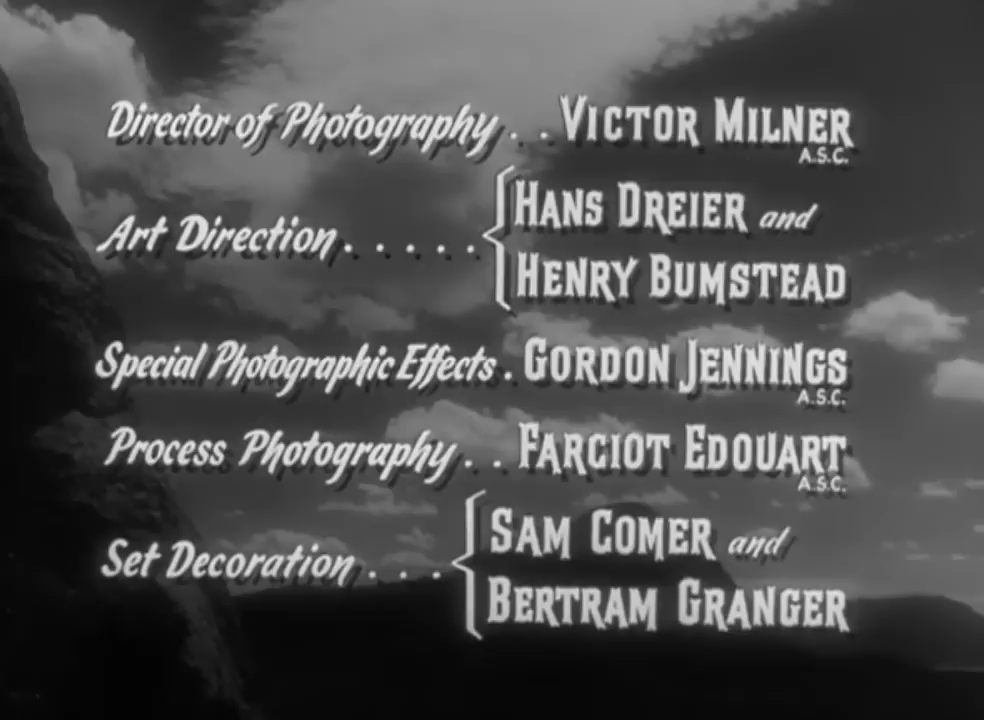 Director of Photography . . VICTOR MILNER
A.S.C.
Art Direction . . . . . { HANS DREIER and
HENRY BUMSTEAD
Special Photographic Effects . GORDON JENNINGS
A.S.C.
Process Photography . . FARCIOT EDOUART
A.S.C.
Set Decoration . . . { SAM COMER and
BERTRAM GRANGER